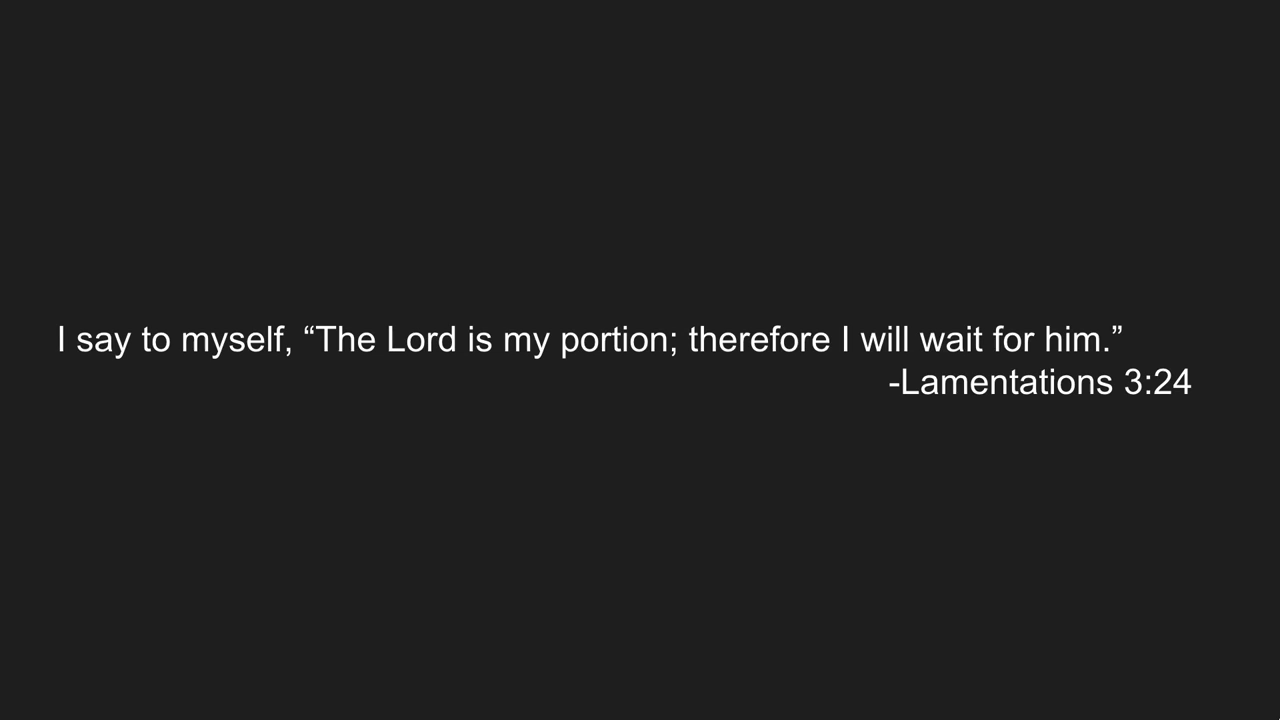 I say to myself, “The Lord is my portion; therefore I will wait for him.”
-Lamentations 3:24